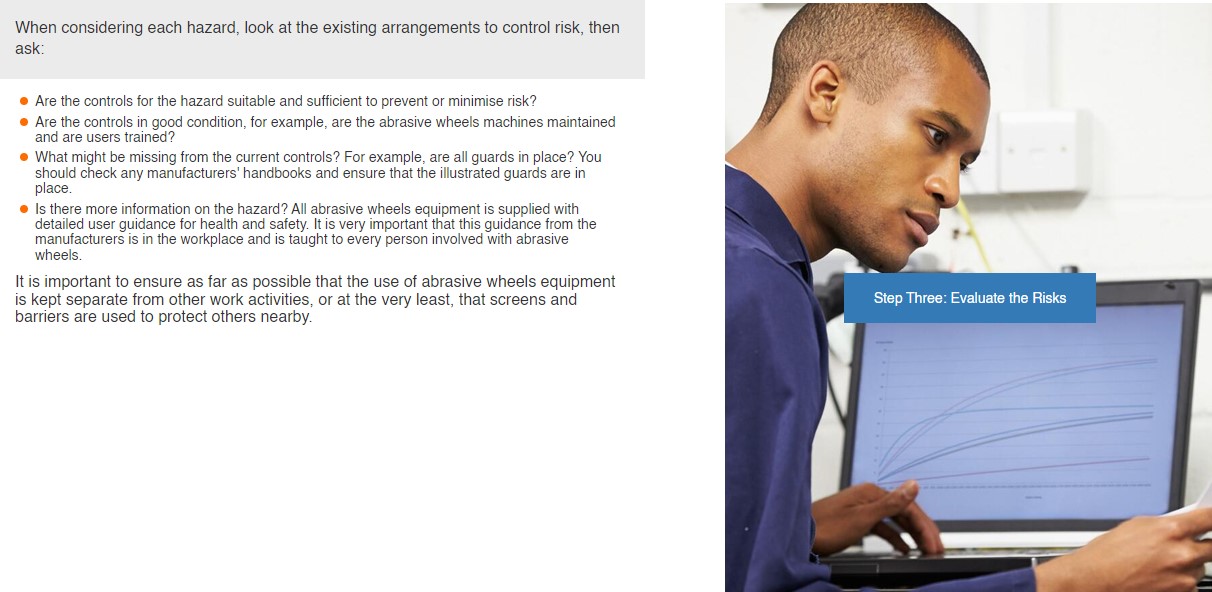 When considering each hazard, look at the existing arrangements to control risk, then
ask:
Are the controls for the hazard suitable and sufficient to prevent or minimise risk?
Are the controls in good condition, for example, are the abrasive wheels machines maintained
and are users trained?
What might be missing from the current controls? For example, are all guards in place? You
should check any manufacturers' handbooks and ensure that the illustrated guards are in
place.
Is there more information on the hazard? All abrasive wheels equipment is supplied with
detailed user guidance for health and safety. It is very important that this guidance from the
manufacturers is in the workplace and is taught to every person involved with abrasive
wheels.
It is important to ensure as far as possible that the use of abrasive wheels equipment
is kept separate from other work activities, or at the very least, that screens and
barriers are used to protect others nearby.
Step Three: Evaluate the Risks